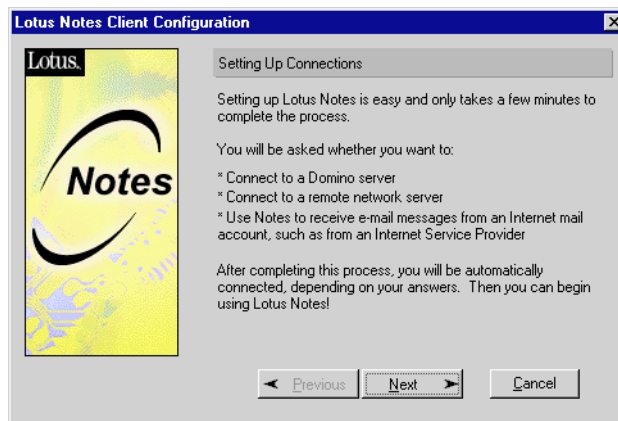 Lotus Notes Client Configuration
Lotus.
Notes
Setting Up Connections
Setting up Lotus Notes is easy and only takes a few minutes to
complete the process.
You will be asked whether you want to:
* Connect to a Domino server
* Connect to a remote network server
* Use Notes to receive e-mail messages from an Internet mail
account, such as from an Internet Service Provider
After completing this process, you will be automatically
connected, depending on your answers.  Then you can begin
using Lotus Notes!
Previous
Next
Cancel